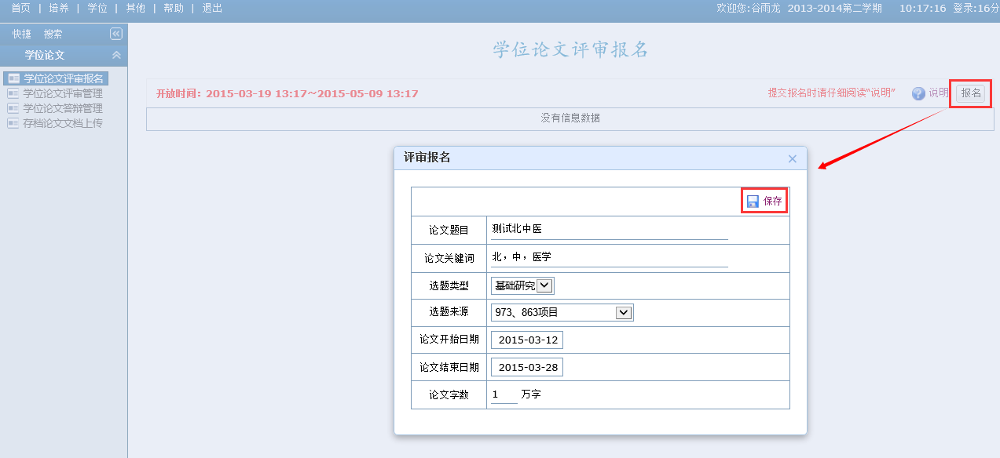 首页 | 培养 | 学位 | 其他 | 帮助 | 退出
欢迎您:谷雨龙 2013-2014第二学期 10:17:16 登录:16分
快捷 搜索
学位论文
学位论文评审报名
学位论文评审管理
学位论文答辩管理
存档论文文档上传
学位论文评审报名
开放时间: 2015-03-19 13:17~2015-05-09 13:17
提交报名时请仔细阅读“说明” 说明 报名
没有信息数据
评审报名
保存
论文题目 测试北中医
论文关键词 北，中，医学
选题类型 基础研究
选题来源 973、863项目
论文开始日期 2015-03-12
论文结束日期 2015-03-28
论文字数 1 万字